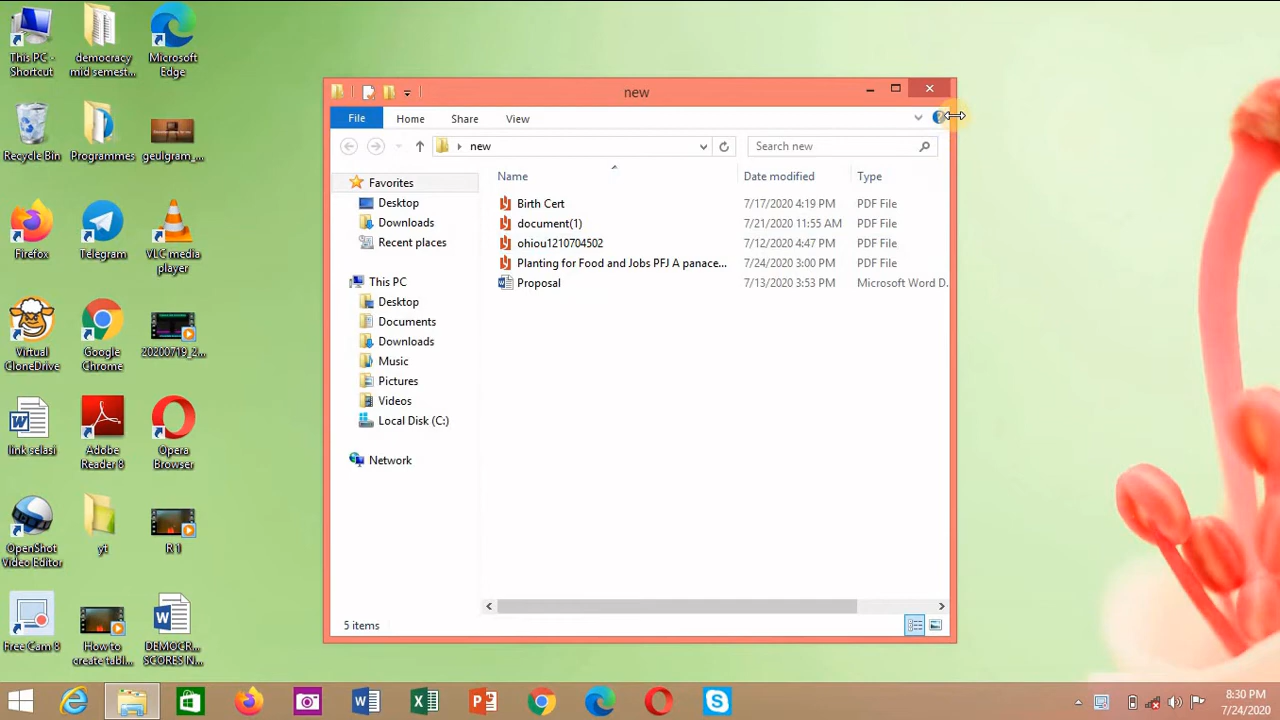 This PC -
Shortcut
democracy
mid semest...
Microsoft
Edge
Recycle Bin
Programmes
geulgram_...
Firefox
Telegram
VLC media
player
Virtual
CloneDrive
Google
Chrome
20200719_2...
link selasi
Adobe
Reader 8
Opera
Browser
OpenShot
Video Editor
yt
R1
Free Cam 8
How to
create tabl...
DEMOCR...
SCORES N...
new
File
Home
Share
View
new
Search new
Name
Date modified
Type
Favorites
Desktop
Downloads
Recent places
This PC
Desktop
Documents
Downloads
Music
Pictures
Videos
Local Disk (C:)
Network
Birth Cert 7/17/2020 4:19 PM PDF File
document(1) 7/21/2020 11:55 AM PDF File
ohiou1210704502 7/12/2020 4:47 PM PDF File
Planting for Food and Jobs PFJ A panace... 7/24/2020 3:00 PM PDF File
Proposal 7/13/2020 3:53 PM Microsoft Word D.
5 items
8:30 PM
7/24/2020